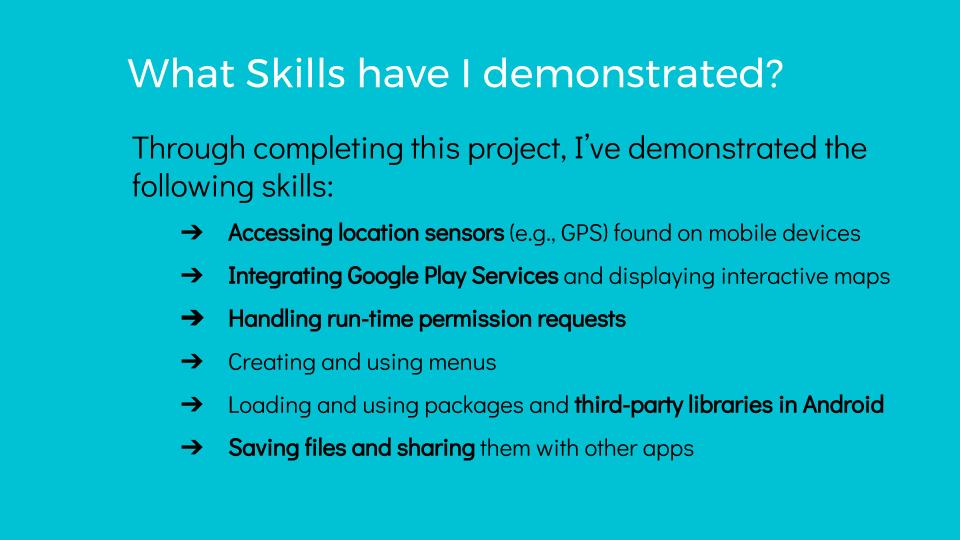 What Skills have I demonstrated?
Through completing this project, I’ve demonstrated the
following skills:
➔ Accessing location sensors (e.g., GPS) found on mobile devices
➔ Integrating Google Play Services and displaying interactive maps
➔ Handling run-time permission requests
➔ Creating and using menus
➔ Loading and using packages and third-party libraries in Android
➔ Saving files and sharing them with other apps